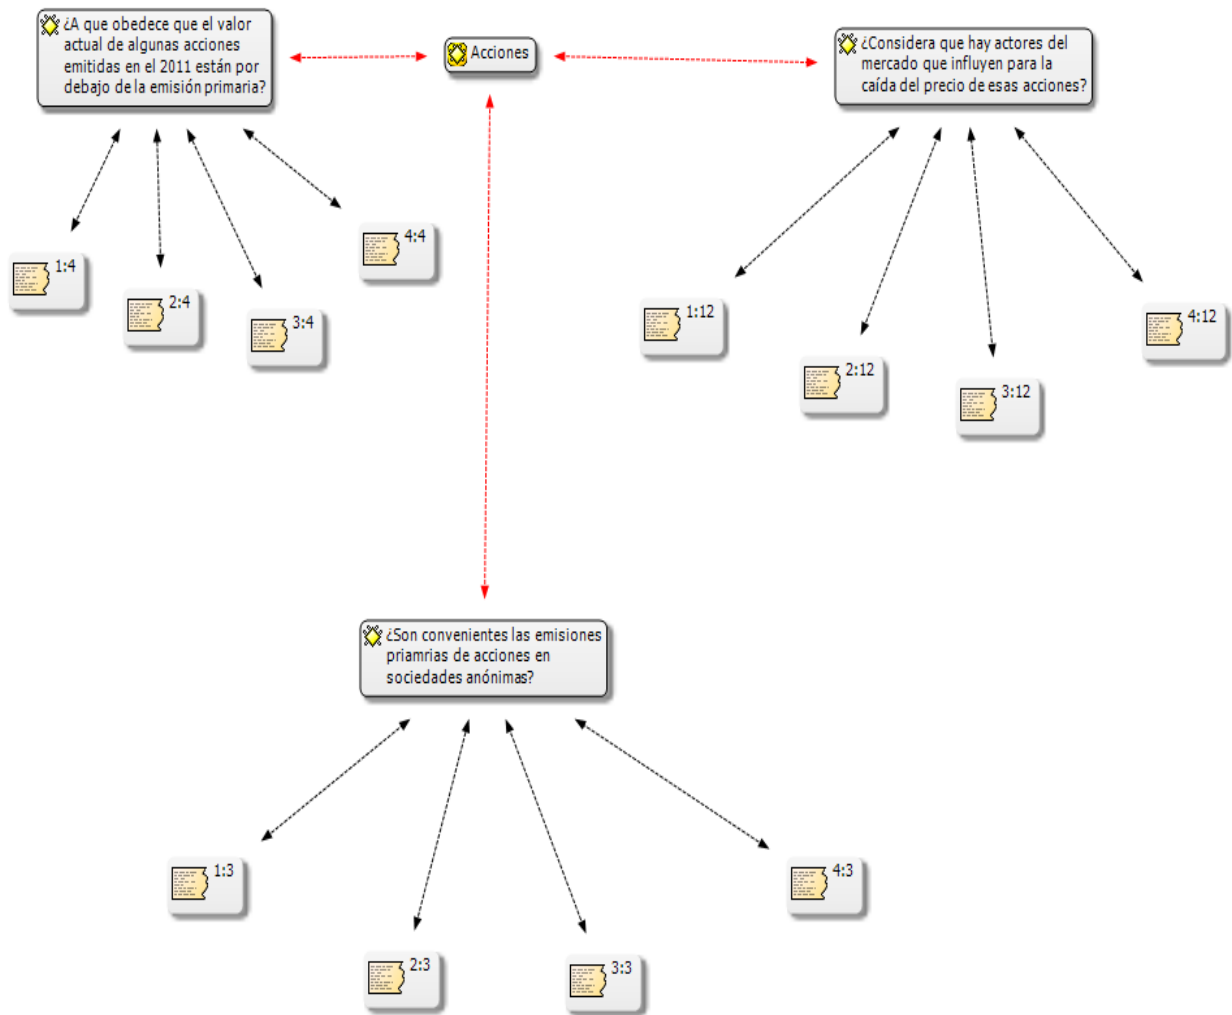 ¿A que obedece que el valor
actual de algunas acciones
emitidas en el 2011 están por
debajo de la emisión primaria?
Acciones
¿Considera que hay actores del
mercado que influyen para la
caída del precio de esas acciones?
4:4
1:4
2:4
3:4
1:12
4:12
2:12
3:12
¿Son convenientes las emisiones
priamrias de acciones en
sociedades anónimas?
1:3
4:3
2:3
3:3